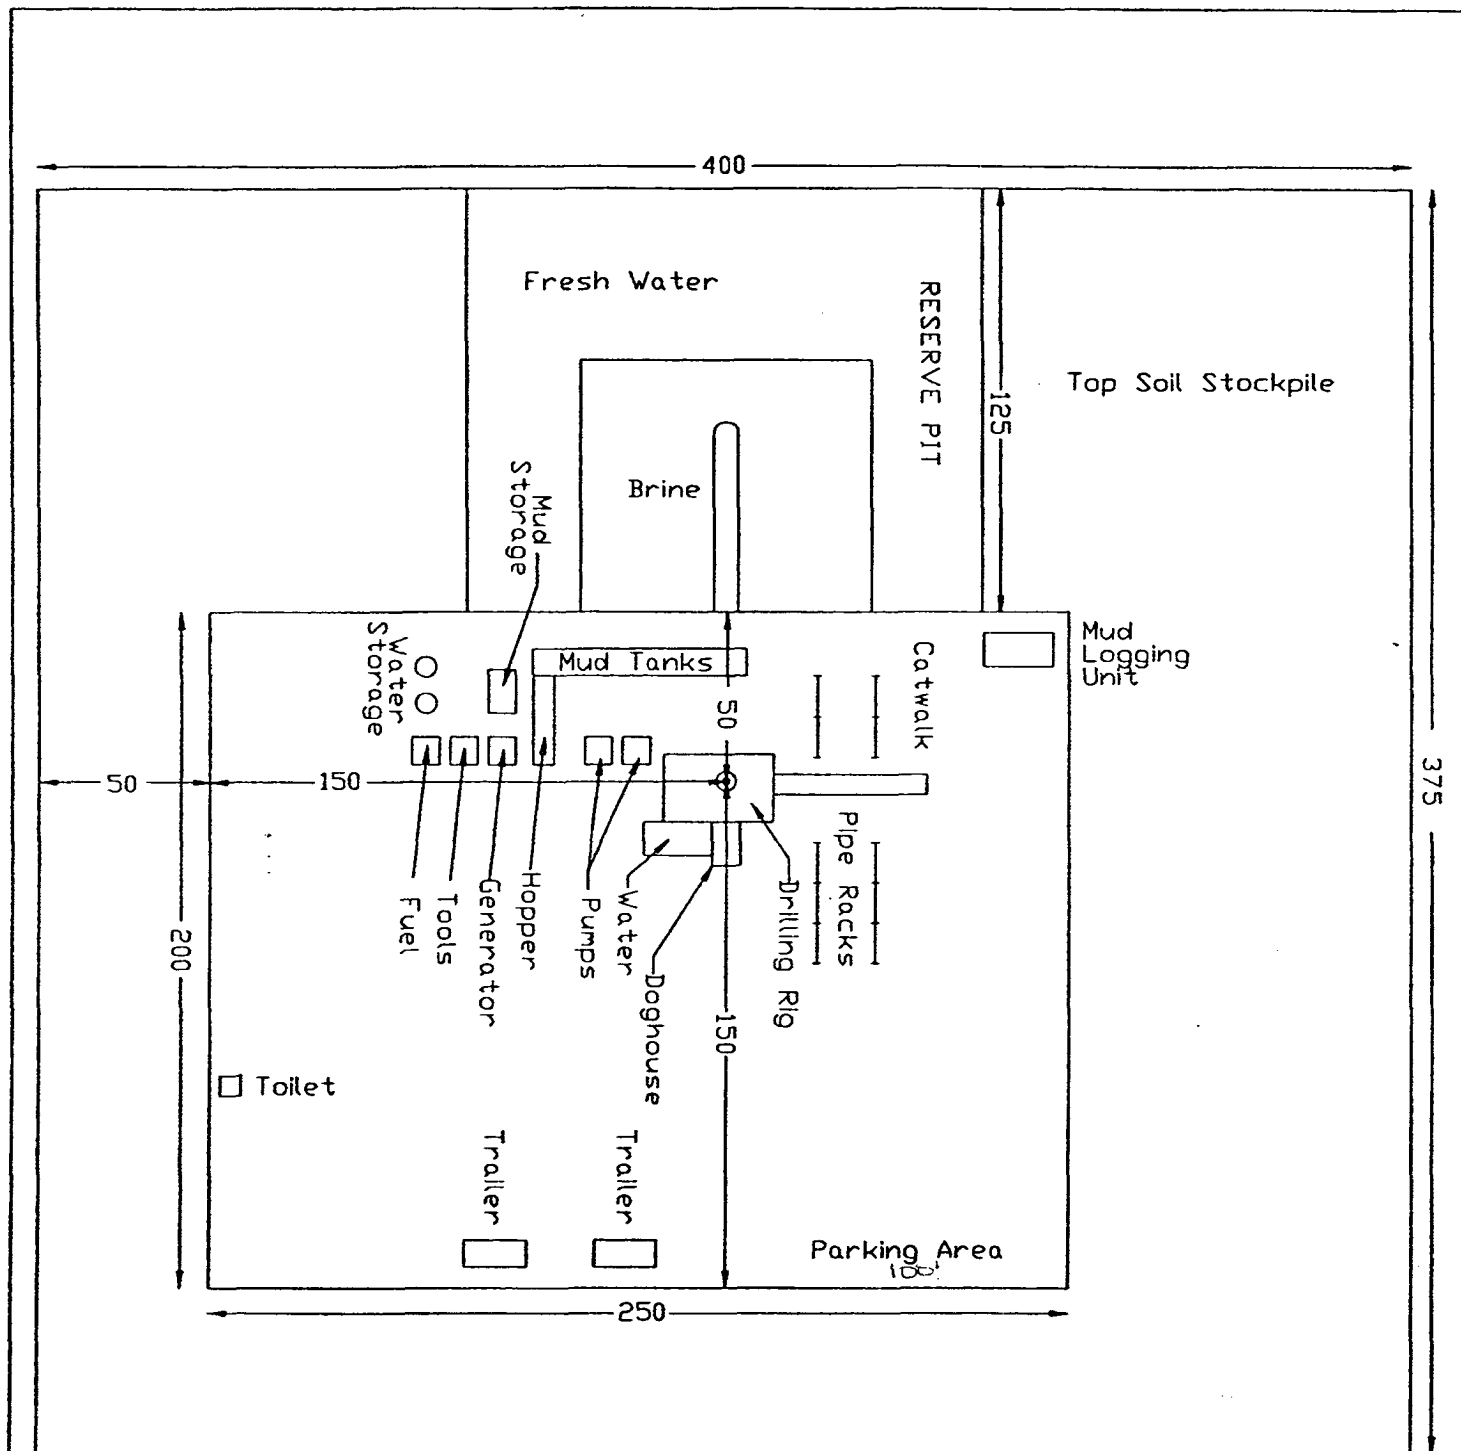 400
Fresh Water
RESERVE PIT
125
Top Soil Stockpile
Brine
Mud
Storage
Water
Storage
Mud Tanks
50
Catwalk
Mud
Logging
Unit
50
150
375
Pipe Racks
Fuel
Tools
Generator
Hopper
Pumps
Water
Doghouse
Drilling Rig
200
150
Toilet
Trailer
Trailer
Parking Area
100'
250